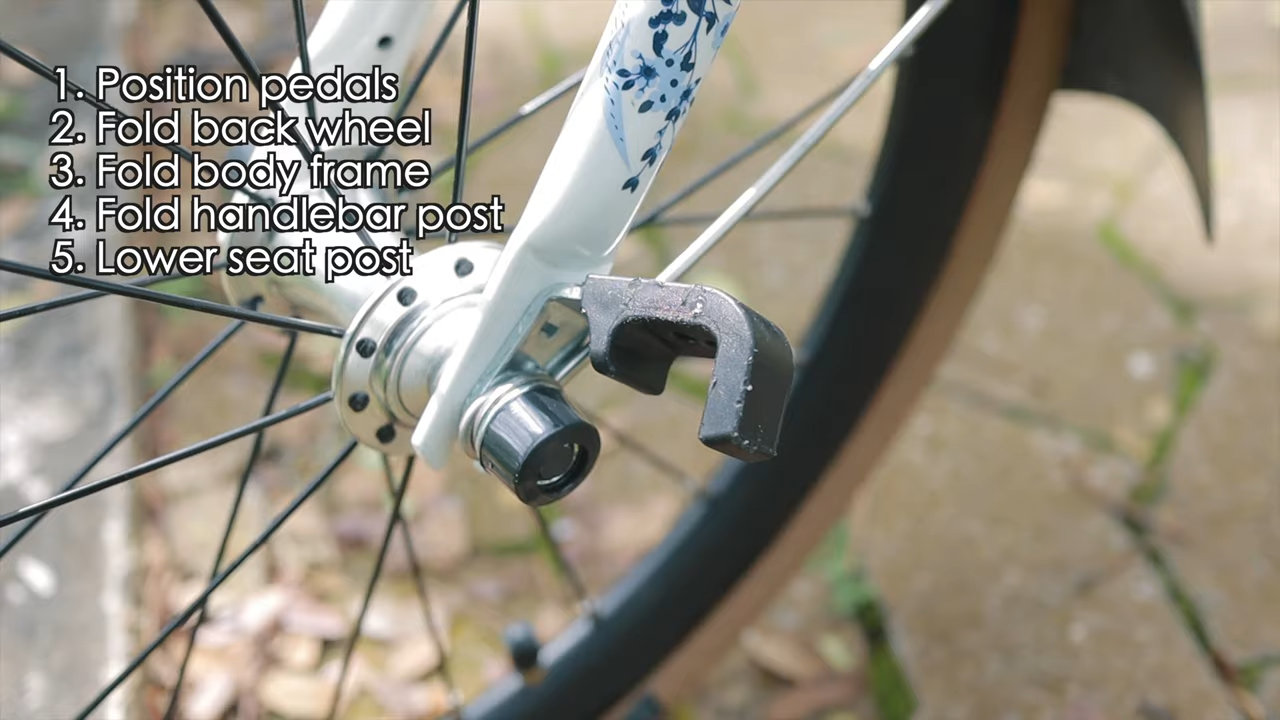 1. Position pedals
2. Fold back wheel
3. Fold body frame
4. Fold handlebar post
5. Lower seat post